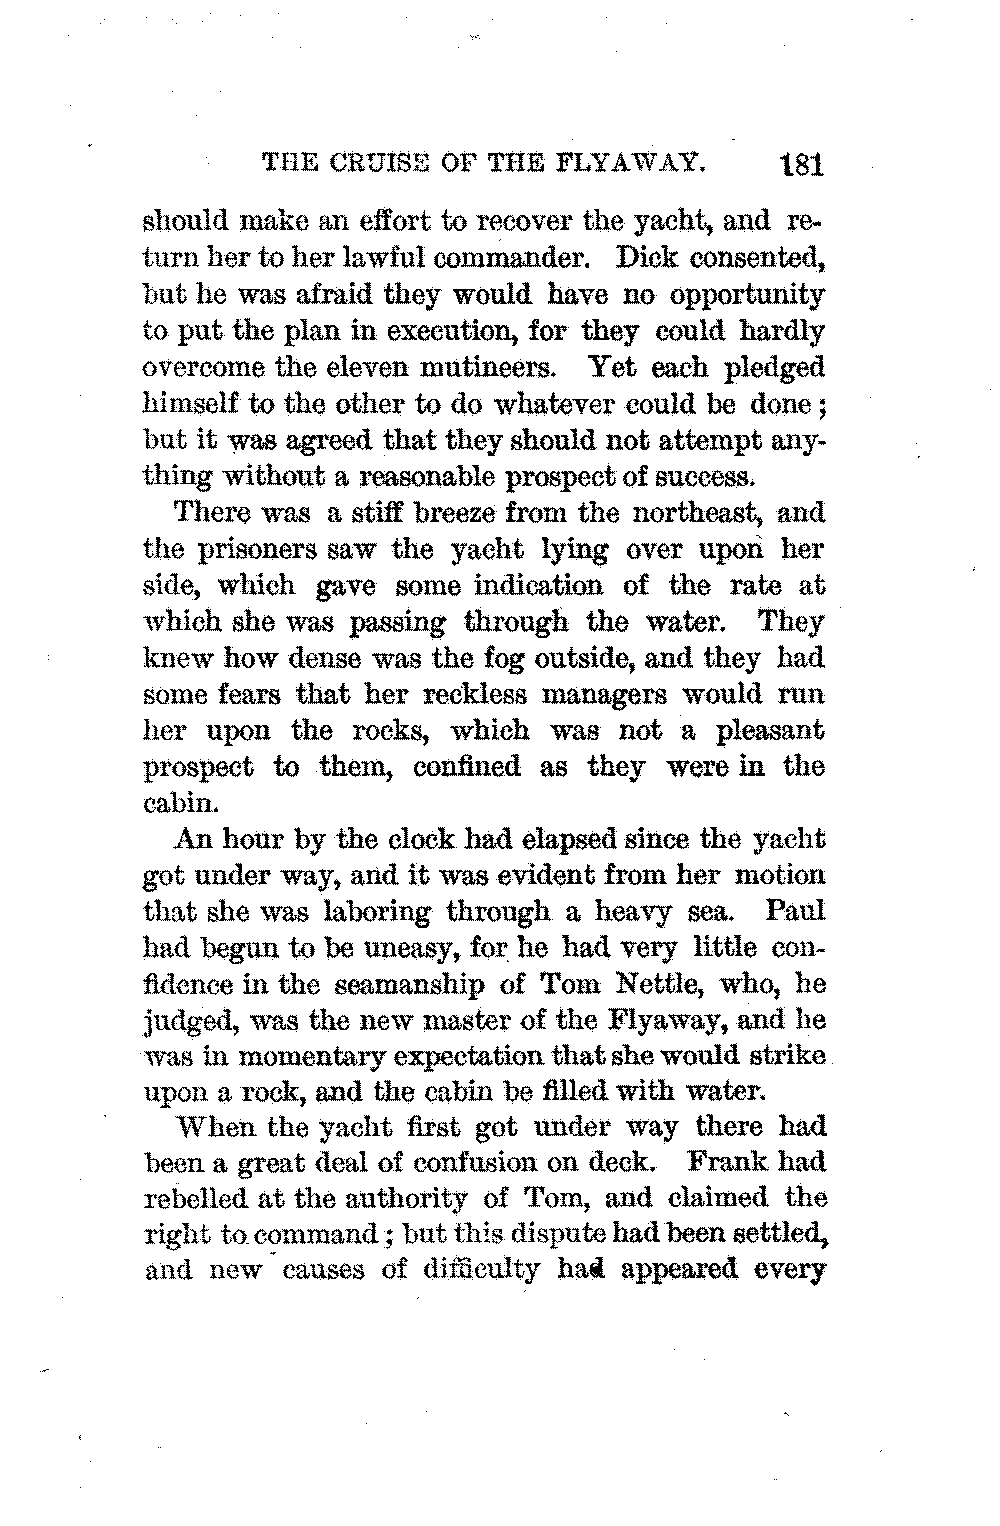 THE CRUISE OF THE FLYAWAY. 181
should make an effort to recover the yacht, and re-
turn her to her lawful commander. Dick consented,
but he was afraid they would have no opportunity
to put the plan in execution, for they could hardly
overcome the eleven mutineers. Yet each pledged
himself to the other to do whatever could be done;
but it was agreed that they should not attempt any-
thing without a reasonable prospect of success.
There was a stiff breeze from the northeast, and
the prisoners saw the yacht lying over upon her
side, which gave some indication of the rate at
which she was passing through the water. They
knew how dense was the fog outside, and they had
some fears that her reckless managers would run
her upon the rocks, which was not a pleasant
prospect to them, confined as they were in the
cabin.
An hour by the clock had elapsed since the yacht
got under way, and it was evident from her motion
that she was laboring through a heavy sea. Paul
had begun to be uneasy, for he had very little con-
fidence in the seamanship of Tom Nettle, who, he
judged, was the new master of the Flyaway, and he
was in momentary expectation that she would strike
upon a rock, and the cabin be filled with water.
When the yacht first got under way there had
been a great deal of confusion on deck. Frank had
rebelled at the authority of Tom, and claimed the
right to command; but this dispute had been settled,
and new causes of difficulty had appeared every